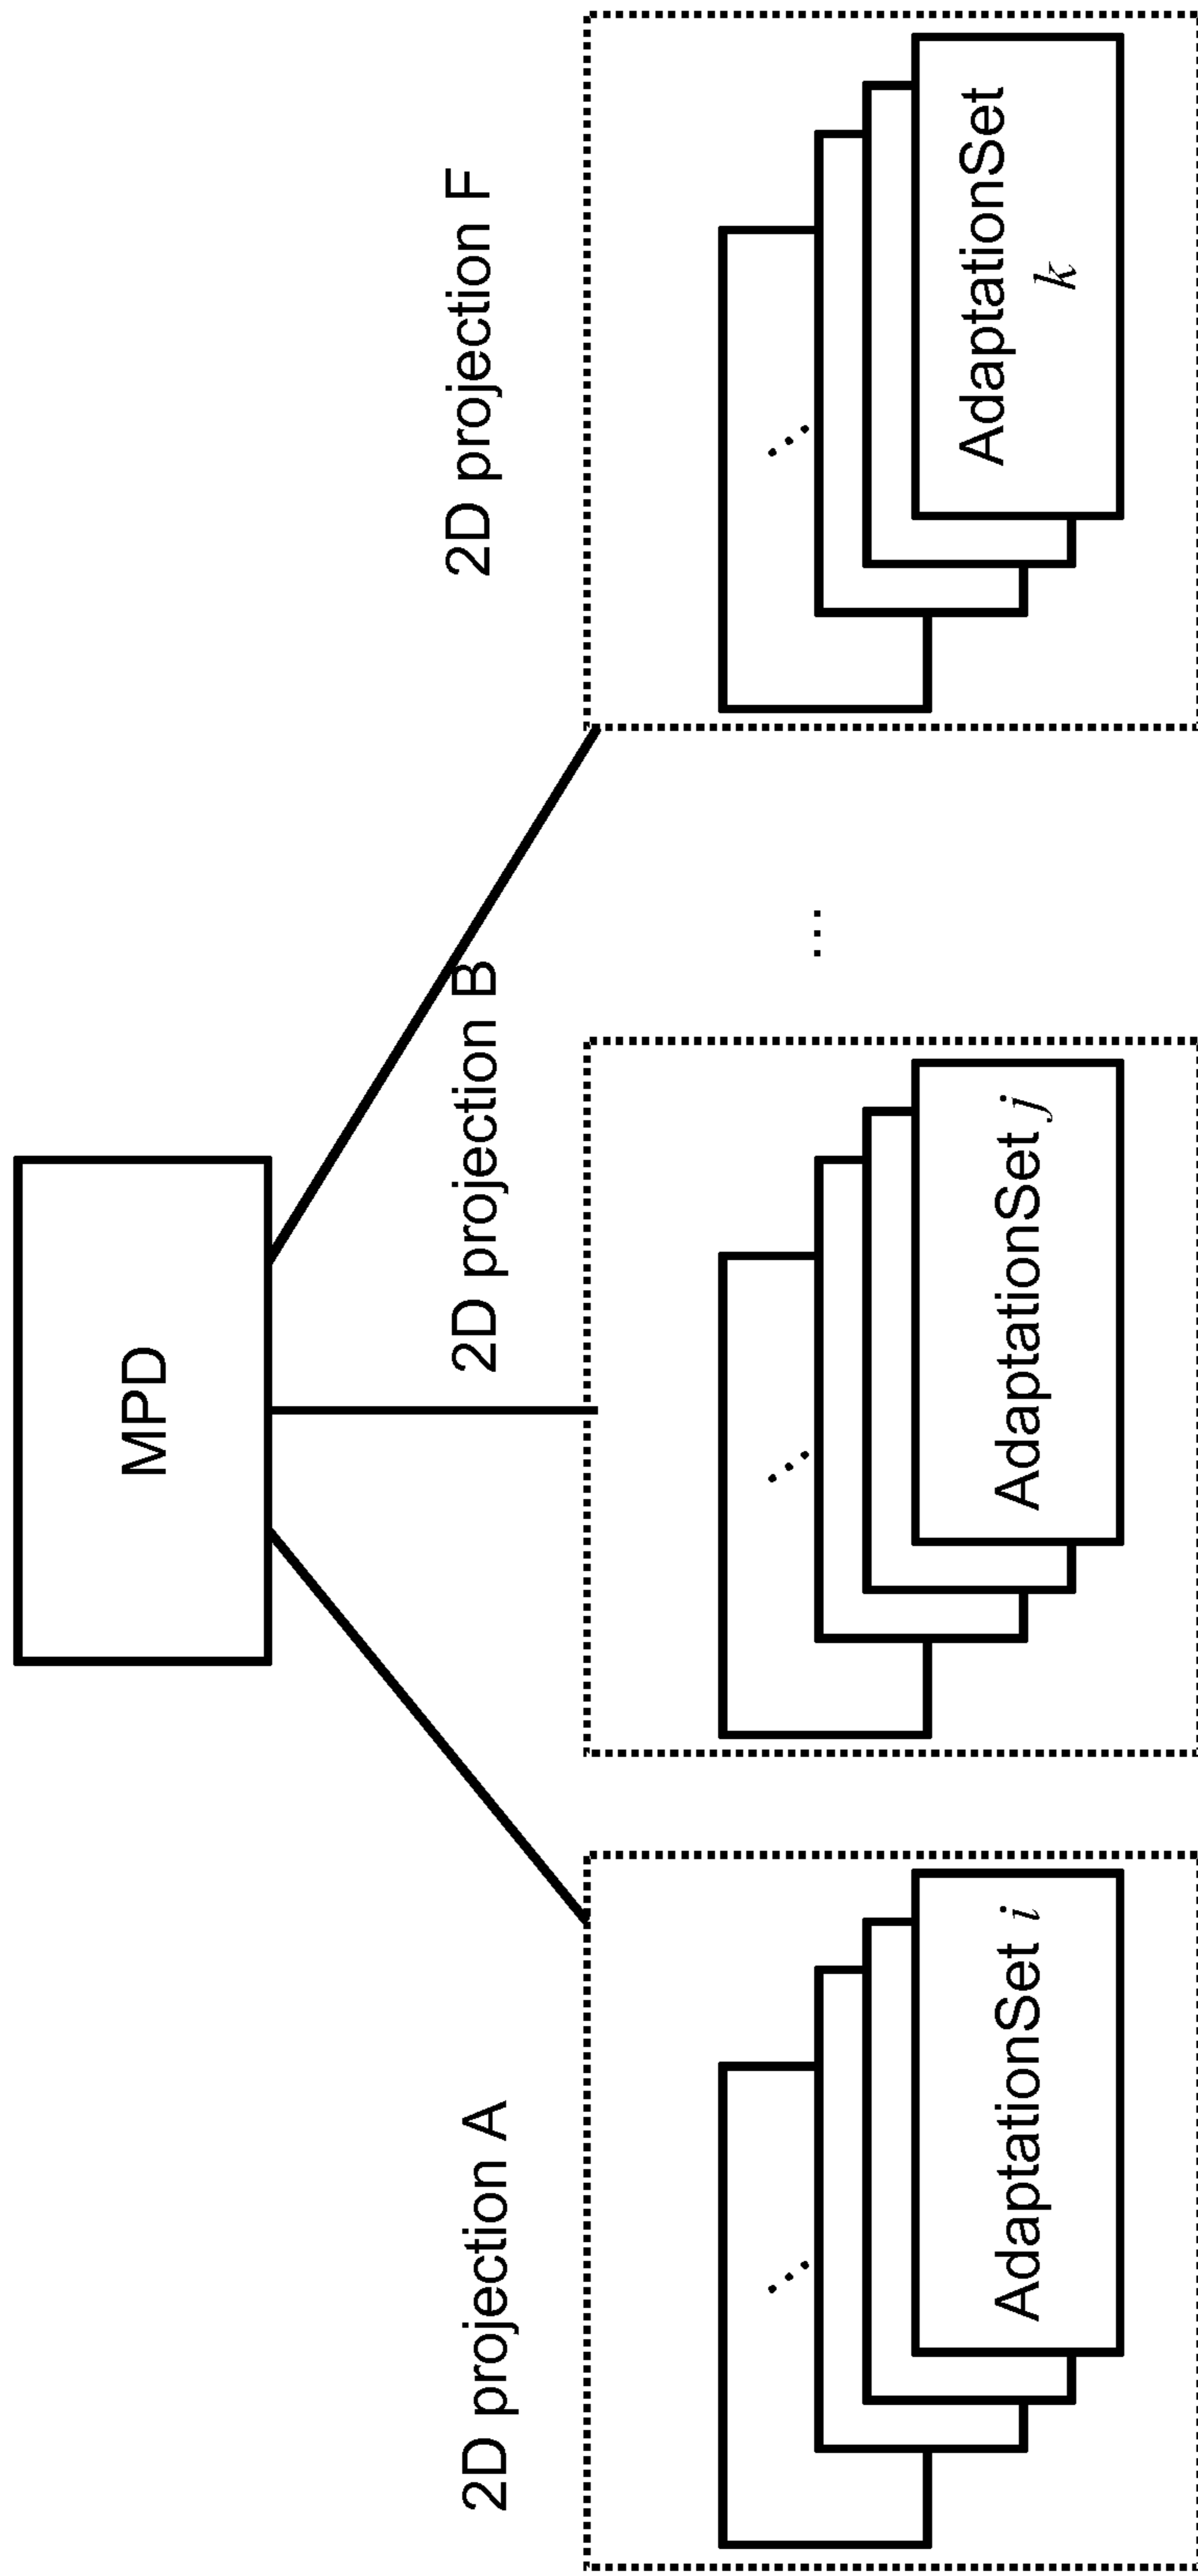 MPD
2D projection A
2D projection B
2D projection F
AdaptationSet i
AdaptationSet j
...
AdaptationSet
k